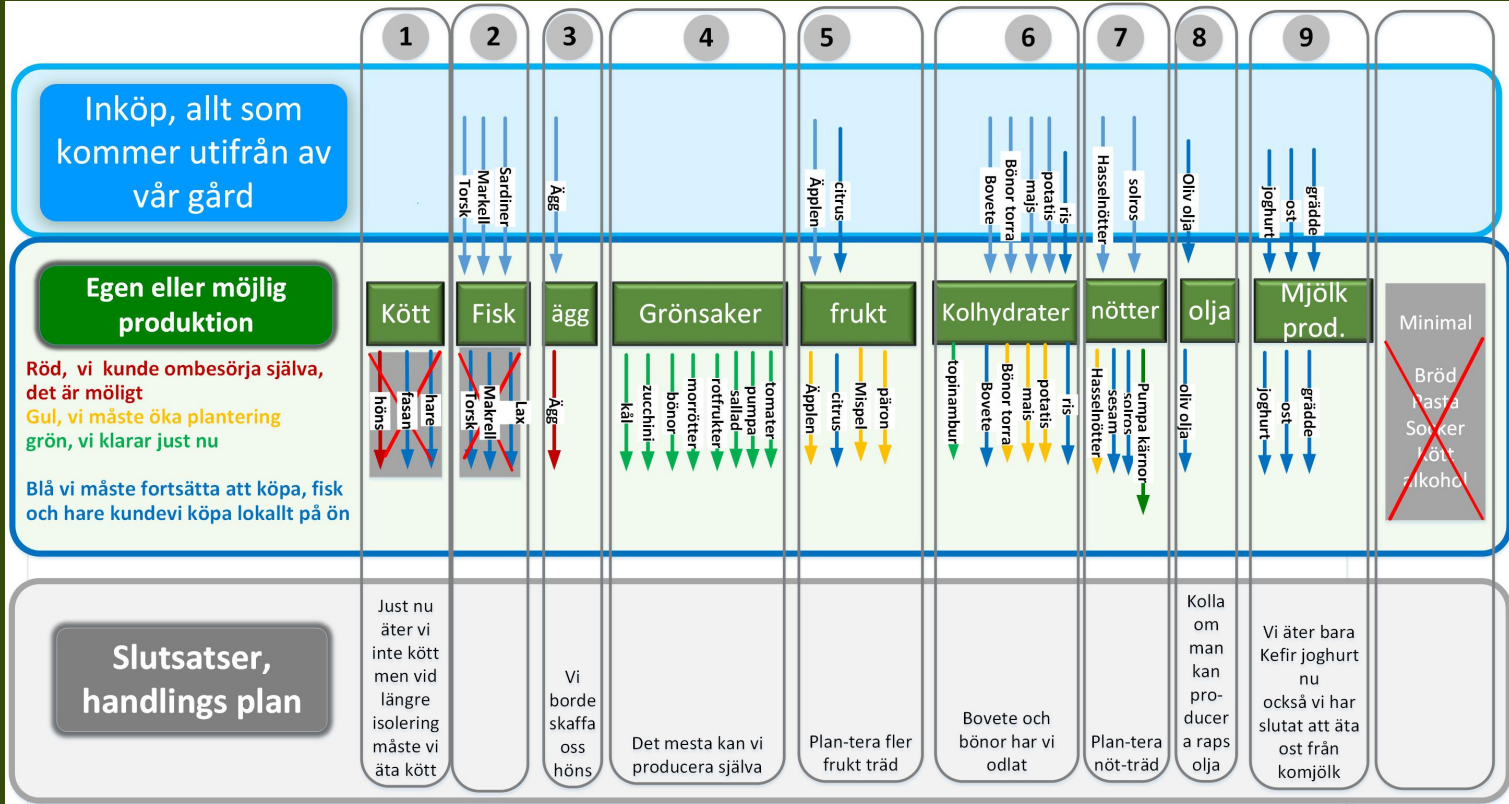 1
2
3
4
5
6
7
8
9
Inköp, allt som
kommer utifrån av
vår gård
Torsk
Markell
Sardiner
Ägg
Äpplen
citrus
Bovete
Bönor torra
majs
potatis
ris
Hasselnötter
solros
Oliv olja
joghurt
ost
grädde
Egen eller möjlig
produktion
Kött
Fisk
ägg
Grönsaker
frukt
Kolhydrater
nötter
olja
Mjölk
prod.
Röd, vi kunde ombesörja själva,
det är möligt
Gul, vi måste öka plantering
grön, vi klarar just nu
Blå vi måste fortsätta att köpa, fisk
och hare kundevi köpa lokallt på ön
höns
fasan
hare
Torsk
Makrell
Lax
Ägg
kål
zucchini
bönor
morrötter
rotfrukter
sallad
pumpa
tomater
Äpplen
citrus
Mispel
päron
topinambur
Bovete
Bönor torra
mais
potatis
ris
Hasselnötter
sesam
solros
Pumpa kärnor
oliv olja
joghurt
ost
grädde
Minimal
Bröd
Pasta
Socker
kött
alkohol
Slutsatser,
handlings plan
Just nu
äter vi
inte kött
men vid
längre
isolering
måste vi
äta kött
Vi
borde
skaffa
oss
höns
Det mesta kan vi
producera själva
Plan-tera fler
frukt träd
Bovete och
bönor har vi
odlat
Plan-tera
nöt-träd
Kolla
om
man
kan
pro-
ducer
a raps
olja
Vi äter bara
Kefir joghurt
nu
också vi har
slutat att äta
ost från
komjölk